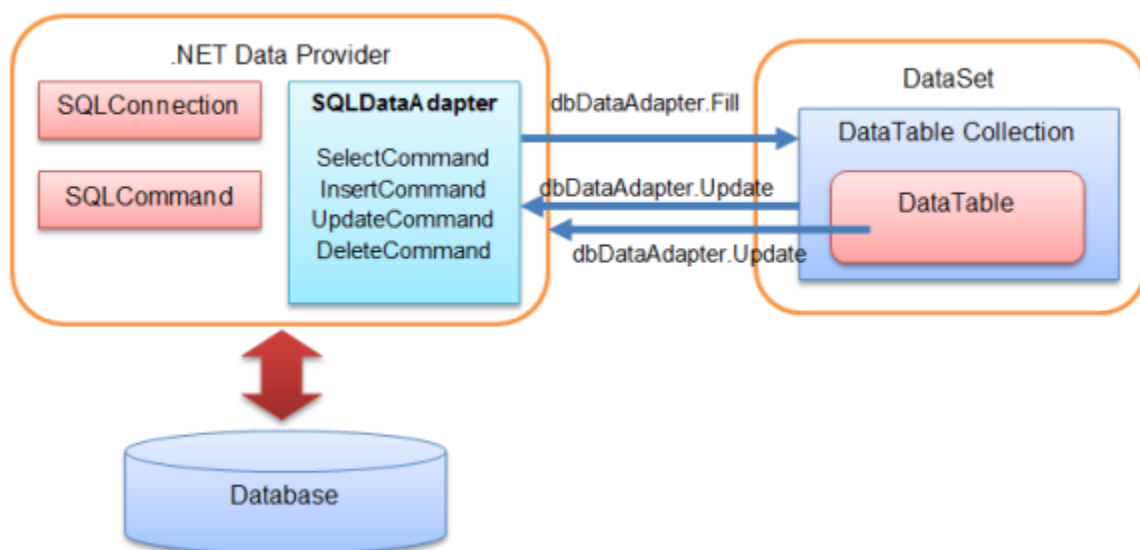 .NET Data Provider
SQLConnection
SQLCommand
SQLDataAdapter
SelectCommand
InsertCommand
UpdateCommand
DeleteCommand
dbDataAdapter.Fill
dbDataAdapter.Update
dbDataAdapter.Update
DataSet
DataTable Collection
DataTable
Database